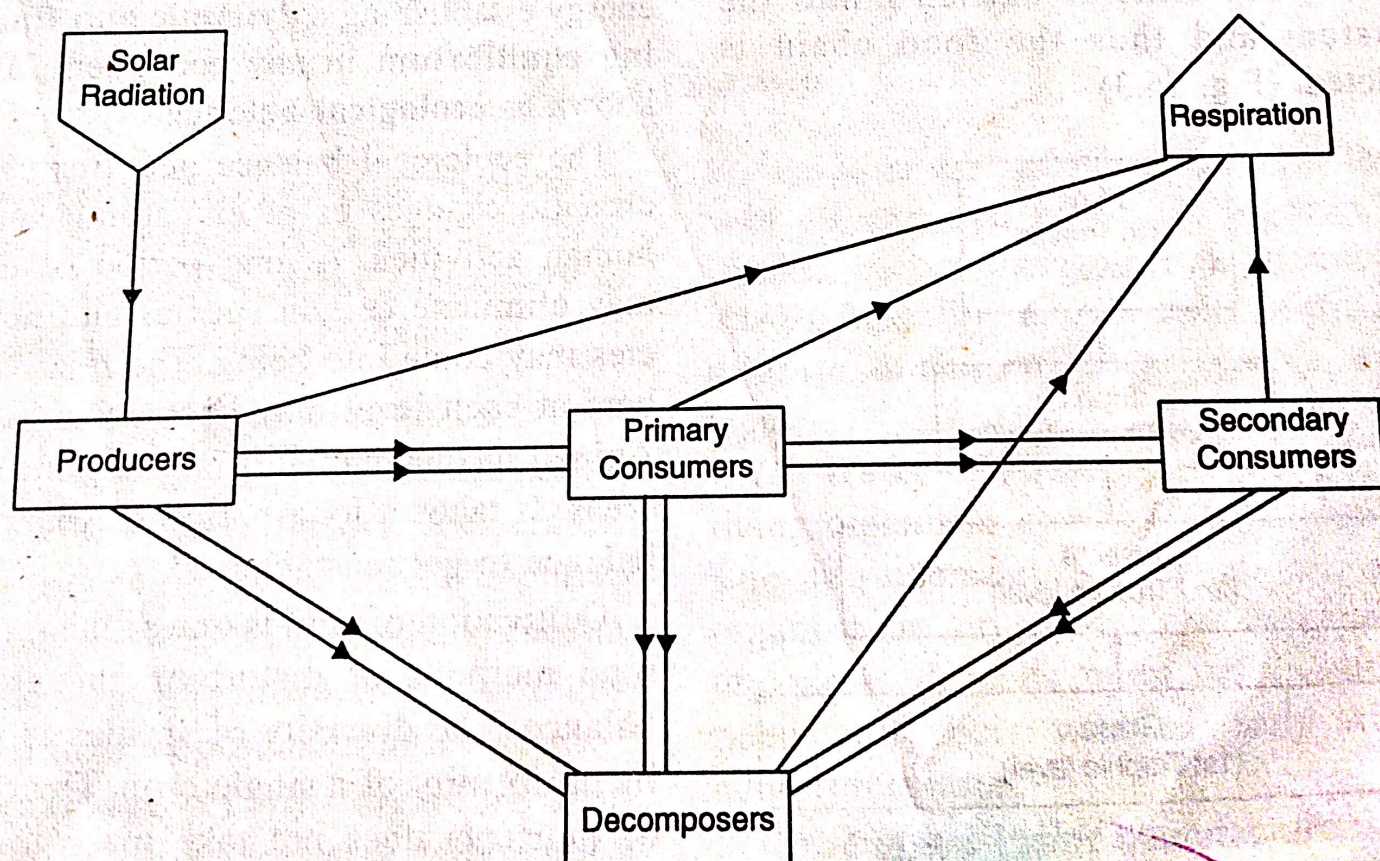 Solar
Radiation
Respiration
Producers
Primary
Consumers
Secondary
Consumers
Decomposers